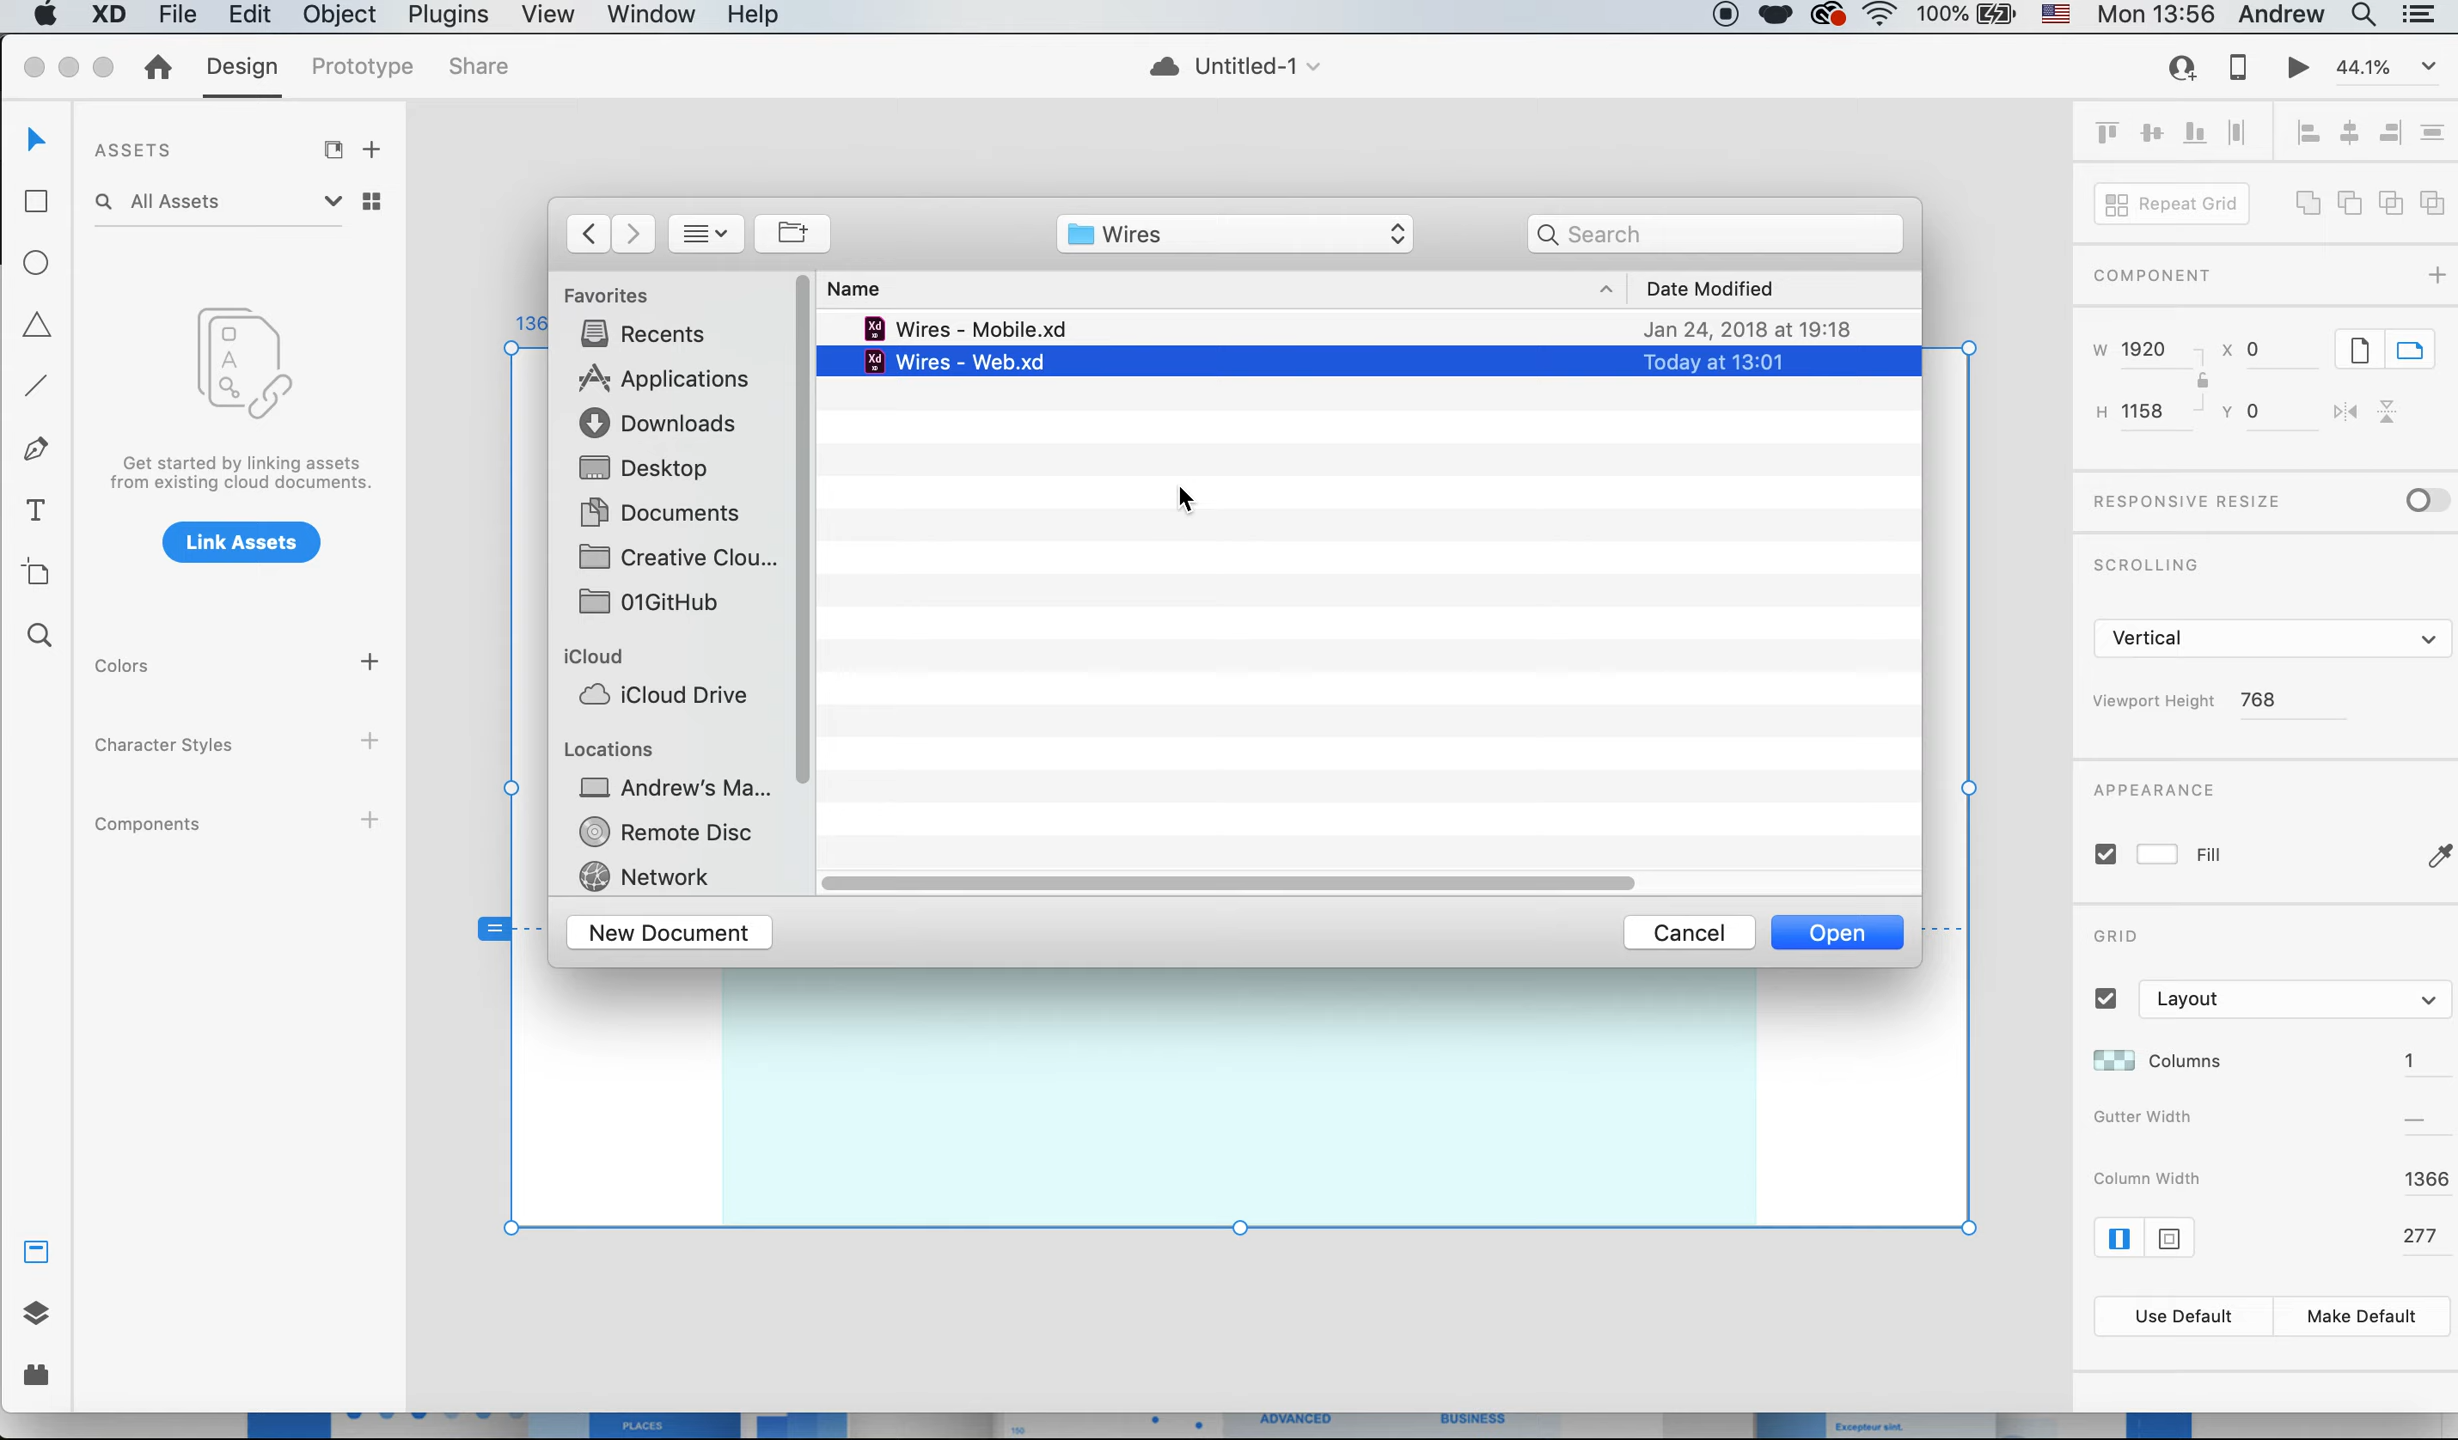 XD File Edit Object Plugins View Window Help 100% Mon 13:56 Andrew
Design Prototype Share Untitled-1 44.1%
ASSETS
All Assets
Get started by linking assets
from existing cloud documents.
Link Assets
Colors
Character Styles
Components
136
Wires
Search
Favorites
Recents
Applications
Downloads
Desktop
Documents
Creative Clou...
01GitHub
iCloud
iCloud Drive
Locations
Andrew's Ma...
Remote Disc
Network
Name Date Modified
Wires - Mobile.xd Jan 24, 2018 at 19:18
Wires - Web.xd Today at 13:01
New Document Cancel Open
Repeat Grid
COMPONENT
W 1920 X 0
H 1158 Y 0
RESPONSIVE RESIZE
SCROLLING
Vertical
Viewport Height 768
APPEARANCE
Fill
GRID
Layout
Columns 1
Gutter Width —
Column Width 1366
277
Use Default Make Default
PLACES 150 ADVANCED BUSINESS Excepteur sint.